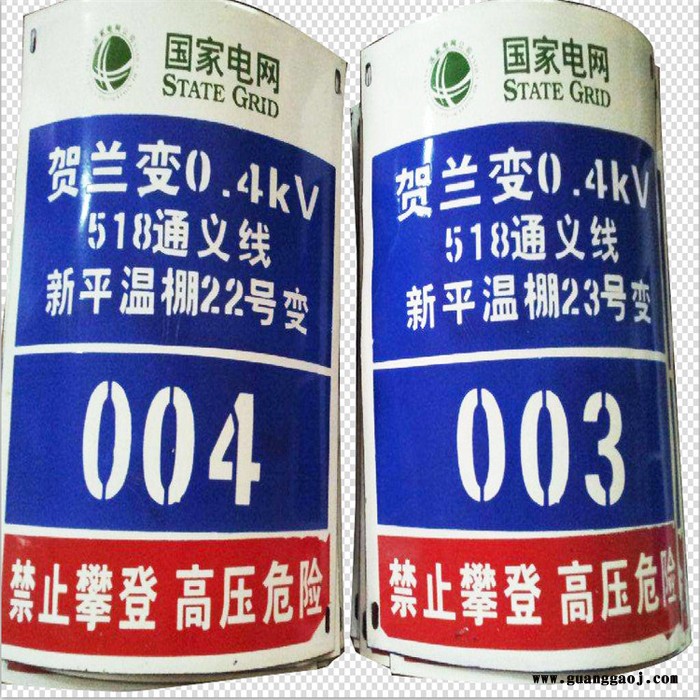 国家电网
STATE GRID
贺兰变0.4kV
518通义线
新平温棚22号变
004
禁止攀登 高压危险
国家电网
STATE GRID
贺兰变0.4kV
518通义线
新平温棚23号变
003
禁止攀登 高压危险
www.guanggaoj.com